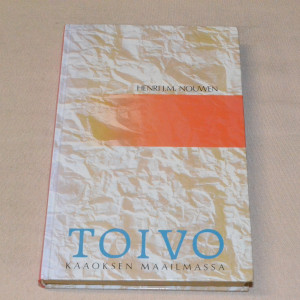 HENRI J.M. NOUWEN
TOIVO
KAAOKSEN MAAILMASSA